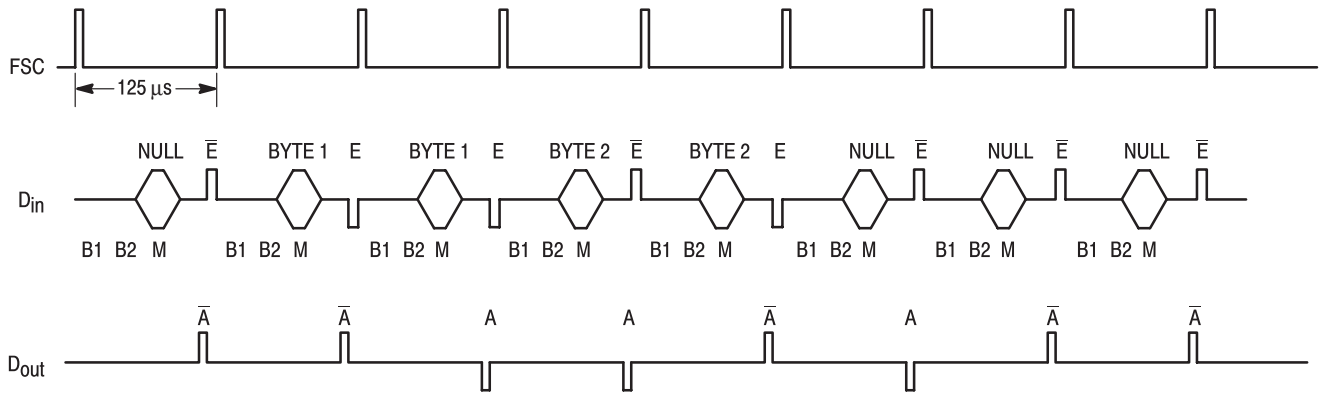 FSC
125 μs
NULL E̅ BYTE 1 E BYTE 1 E BYTE 2 E̅ BYTE 2 E NULL E̅ NULL E̅ NULL E̅
Din
B1 B2 M B1 B2 M B1 B2 M B1 B2 M B1 B2 M B1 B2 M B1 B2 M B1 B2 M
A̅ A̅ A A A̅ A A̅ A̅
Dout